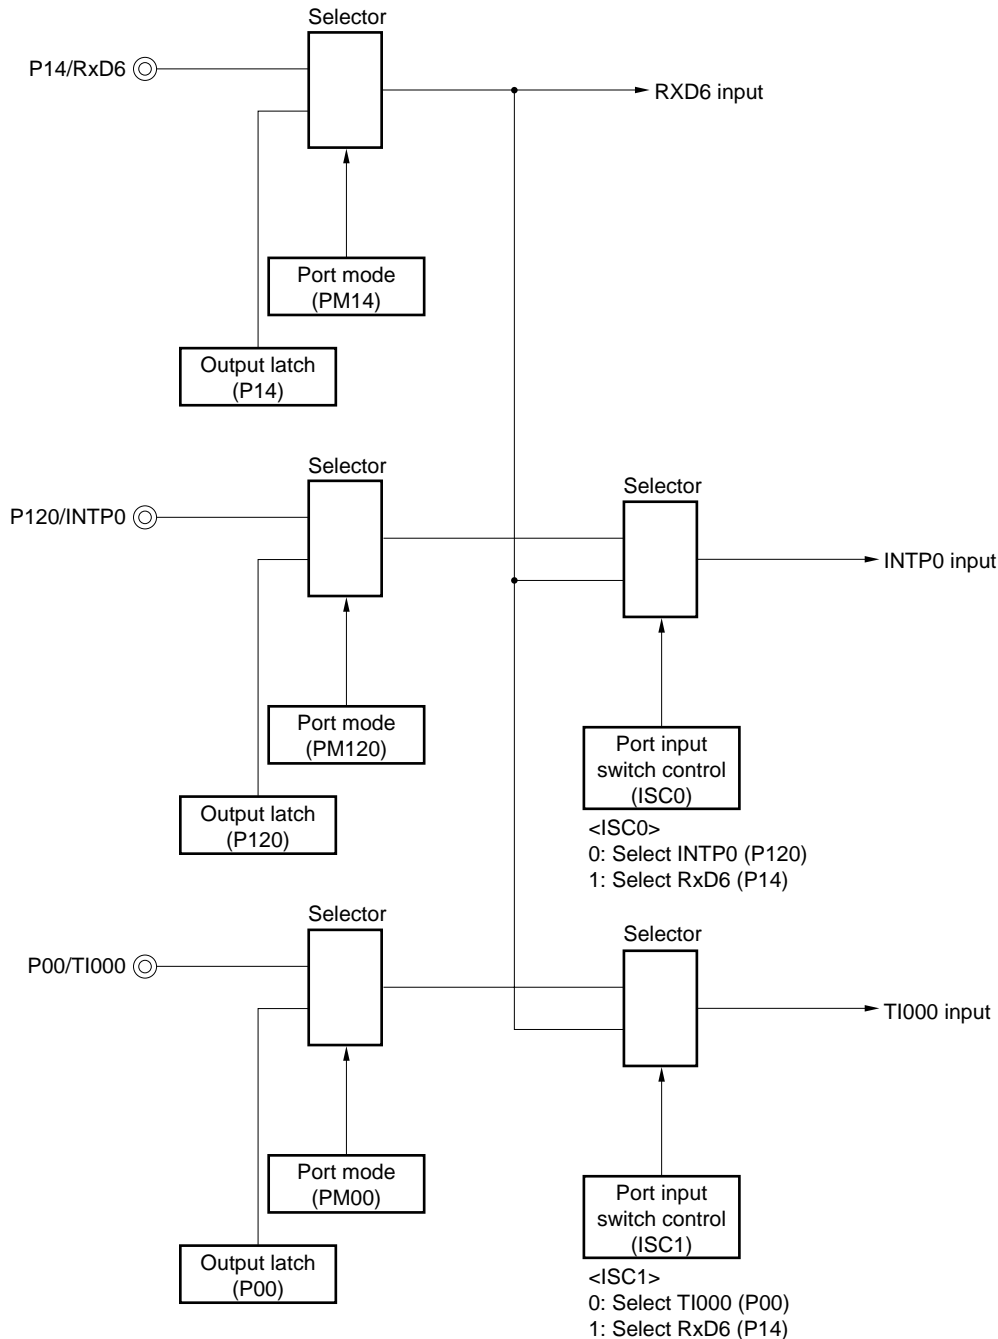 Selector
P14/RxD6
RXD6 input
Port mode
(PM14)
Output latch
(P14)
Selector
P120/INTP0
Selector
INTP0 input
Port mode
(PM120)
Port input
switch control
(ISC0)
Output latch
(P120)
<ISC0>
0: Select INTP0 (P120)
1: Select RxD6 (P14)
Selector
P00/TI000
Selector
TI000 input
Port mode
(PM00)
Port input
switch control
(ISC1)
Output latch
(P00)
<ISC1>
0: Select TI000 (P00)
1: Select RxD6 (P14)